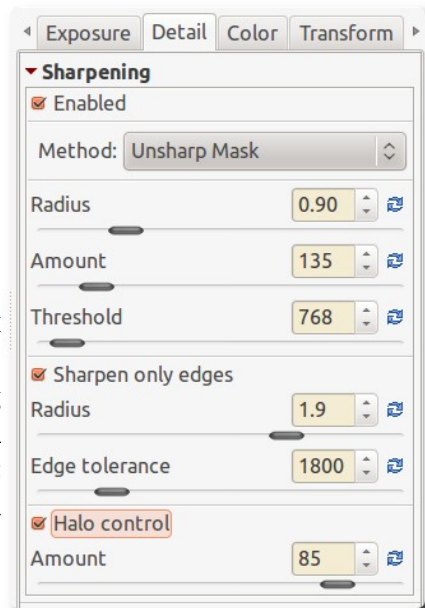 Exposure Detail Color Transform
Sharpening
Enabled
Method: Unsharp Mask
Radius 0.90
Amount 135
Threshold 768
Sharpen only edges
Radius 1.9
Edge tolerance 1800
Halo control
Amount 85